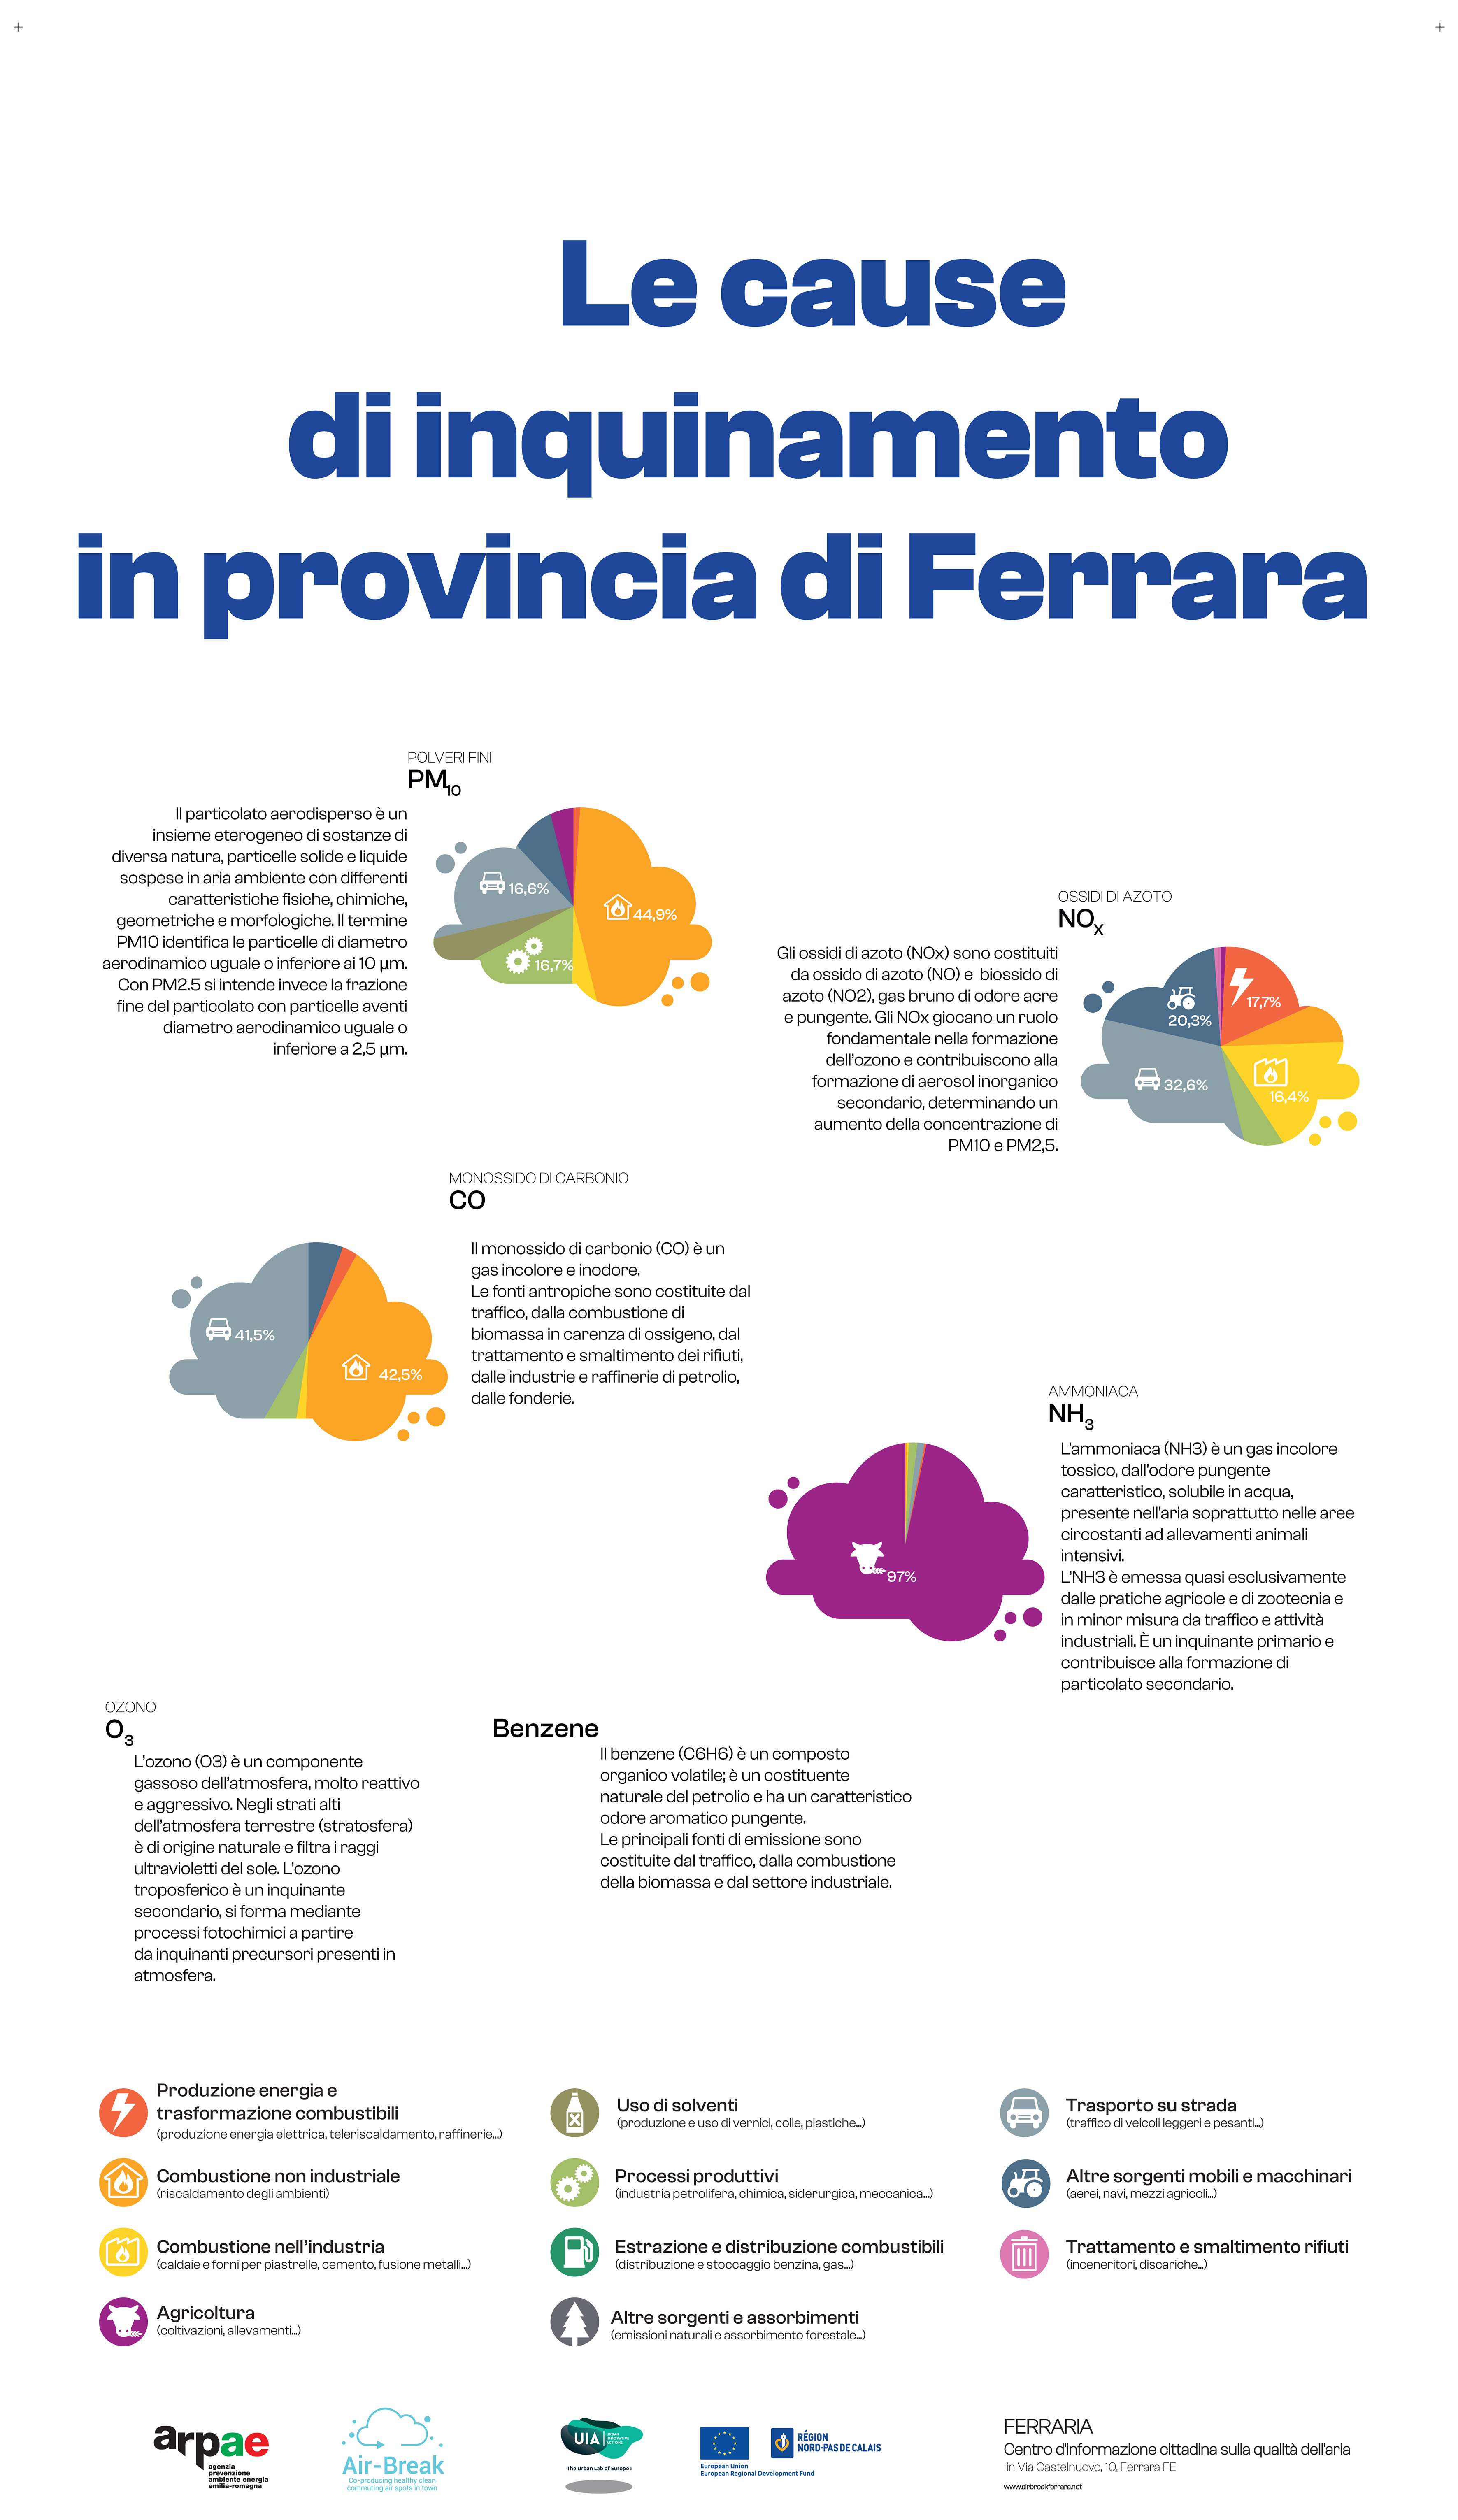 Le cause
di inquinamento
in provincia di Ferrara
POLVERI FINI
PM10
Il particolato aerodisperso è un
insieme eterogeneo di sostanze di
diversa natura, particelle solide e liquide
sospese in aria ambiente con differenti
caratteristiche fisiche, chimiche,
geometriche e morfologiche. Il termine
PM10 identifica le particelle di diametro
aerodinamico uguale o inferiore ai 10 µm.
Con PM2.5 si intende invece la frazione
fine del particolato con particelle aventi
diametro aerodinamico uguale o
inferiore a 2,5 µm.
16,6%
44,9%
16,7%
OSSIDI DI AZOTO
NOX
Gli ossidi di azoto (NOx) sono costituiti
da ossido di azoto (NO) e biossido di
azoto (NO2), gas bruno di odore acre
e pungente. Gli NOx giocano un ruolo
fondamentale nella formazione
dell'ozono e contribuiscono alla
formazione di aerosol inorganico
secondario, determinando un
aumento della concentrazione di
PM10 e PM2,5.
17,7%
20,3%
32,6%
16,4%
MONOSSIDO DI CARBONIO
CO
Il monossido di carbonio (CO) è un
gas incolore e inodore.
Le fonti antropiche sono costituite dal
traffico, dalla combustione di
biomassa in carenza di ossigeno, dal
trattamento e smaltimento dei rifiuti,
dalle industrie e raffinerie di petrolio,
dalle fonderie.
41,5%
42,5%
AMMONIACA
NH3
L'ammoniaca (NH3) è un gas incolore
tossico, dall'odore pungente
caratteristico, solubile in acqua,
presente nell'aria soprattutto nelle aree
circostanti ad allevamenti animali
intensivi.
L'NH3 è emessa quasi esclusivamente
dalle pratiche agricole e di zootecnia e
in minor misura da traffico e attività
industriali. È un inquinante primario e
contribuisce alla formazione di
particolato secondario.
97%
OZONO
O3
L'ozono (O3) è un componente
gassoso dell'atmosfera, molto reattivo
e aggressivo. Negli strati alti
dell'atmosfera terrestre (stratosfera)
è di origine naturale e filtra i raggi
ultravioletti del sole. L'ozono
troposferico è un inquinante
secondario, si forma mediante
processi fotochimici a partire
da inquinanti precursori presenti in
atmosfera.
Benzene
Il benzene (C6H6) è un composto
organico volatile; è un costituente
naturale del petrolio e ha un caratteristico
odore aromatico pungente.
Le principali fonti di emissione sono
costituite dal traffico, dalla combustione
della biomassa e dal settore industriale.
Produzione energia e
trasformazione combustibili
(produzione energia elettrica, teleriscaldamento, raffinerie...)
Combustione non industriale
(riscaldamento degli ambienti)
Combustione nell'industria
(caldaie e forni per piastrelle, cemento, fusione metalli...)
Agricoltura
(coltivazioni, allevamenti...)
Uso di solventi
(produzione e uso di vernici, colle, plastiche...)
Processi produttivi
(industria petrolifera, chimica, siderurgica, meccanica...)
Estrazione e distribuzione combustibili
(distribuzione e stoccaggio benzina, gas...)
Altre sorgenti e assorbimenti
(emissioni naturali e assorbimento forestale...)
Trasporto su strada
(traffico di veicoli leggeri e pesanti...)
Altre sorgenti mobili e macchinari
(aerei, navi, mezzi agricoli...)
Trattamento e smaltimento rifiuti
(inceneritori, discariche...)
arpae
agenzia
prevenzione
ambiente energia
emilia-romagna
Air-Break
Co-producing healthy clean
commuting air spots in town
UIA
URBAN
INNOVATIVE
ACTIONS
The Urban Lab of Europe !
European Union
European Regional Development Fund
RÉGION
NORD-PAS DE CALAIS
FERRARIA
Centro d'informazione cittadina sulla qualità dell'aria
in Via Castelnuovo, 10, Ferrara FE
www.airbreakferrara.net